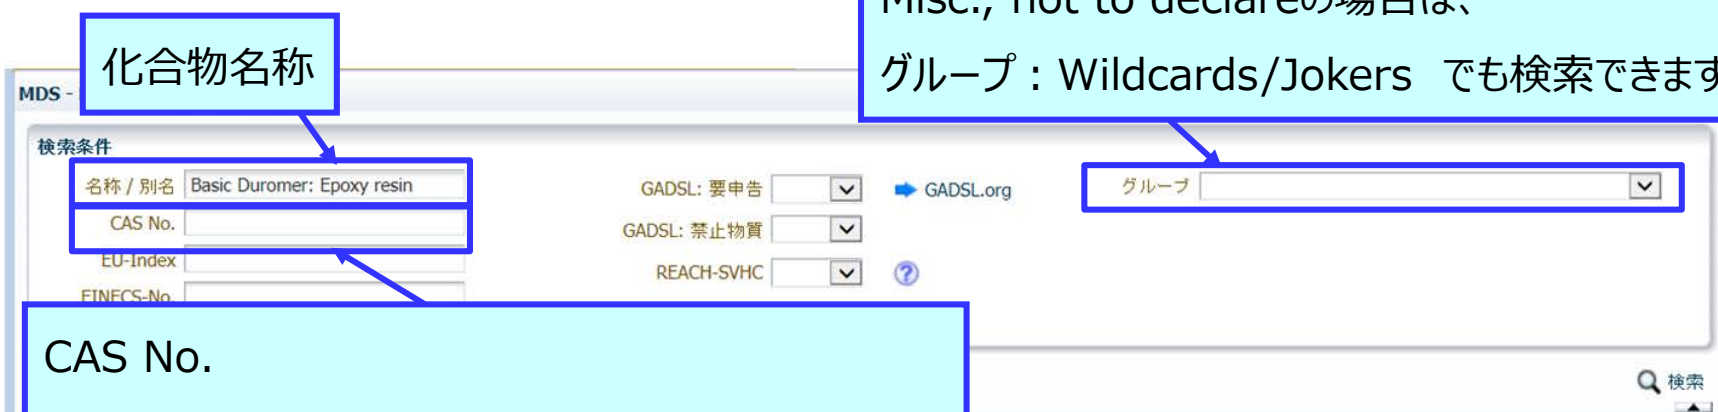 Misc., not to declareの場合は、
グループ：Wildcards/Jokers でも検索できます
化合物名称
MDS -
検索条件
名称 / 別名 Basic Duromer: Epoxy resin GADSL: 要申告 GADSL.org グループ
CAS No. GADSL: 禁止物質
EU-Index REACH-SVHC ?
EINECS-No.
CAS No.
検索